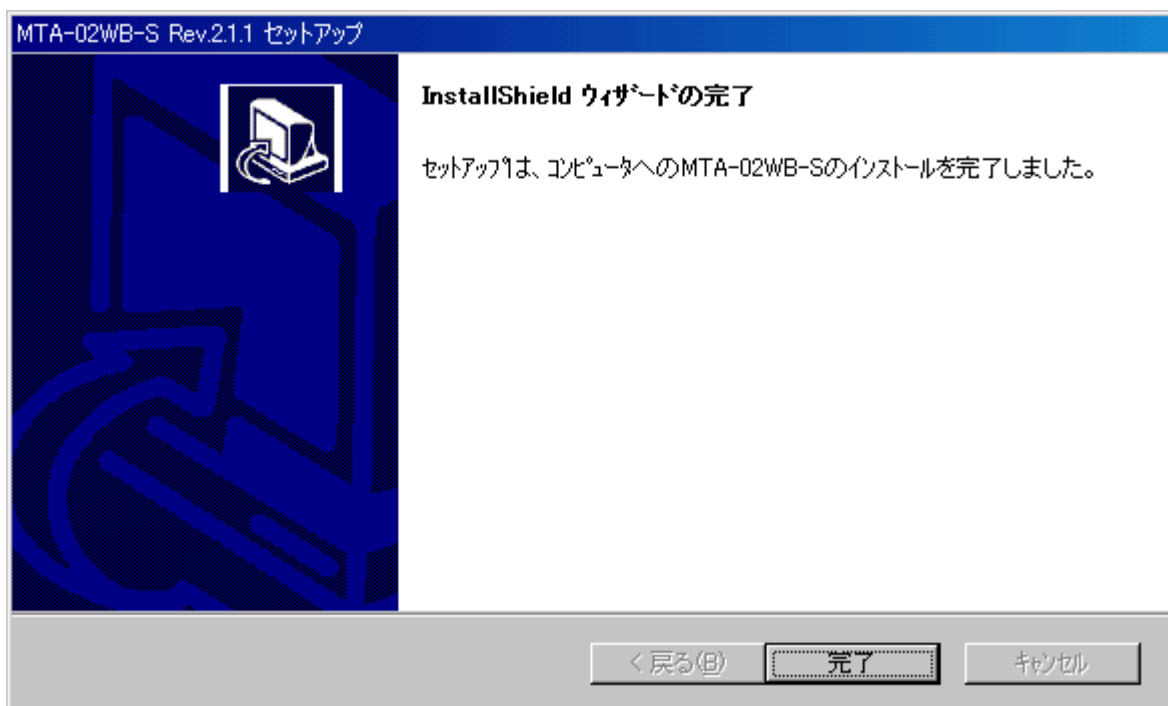 MTA-02WB-S Rev.2.1.1 セットアップ
InstallShield ウィザードの完了
セットアップは、コンピュータへのMTA-02WB-Sのインストールを完了しました。
< 戻る(B)
完了
キャンセル